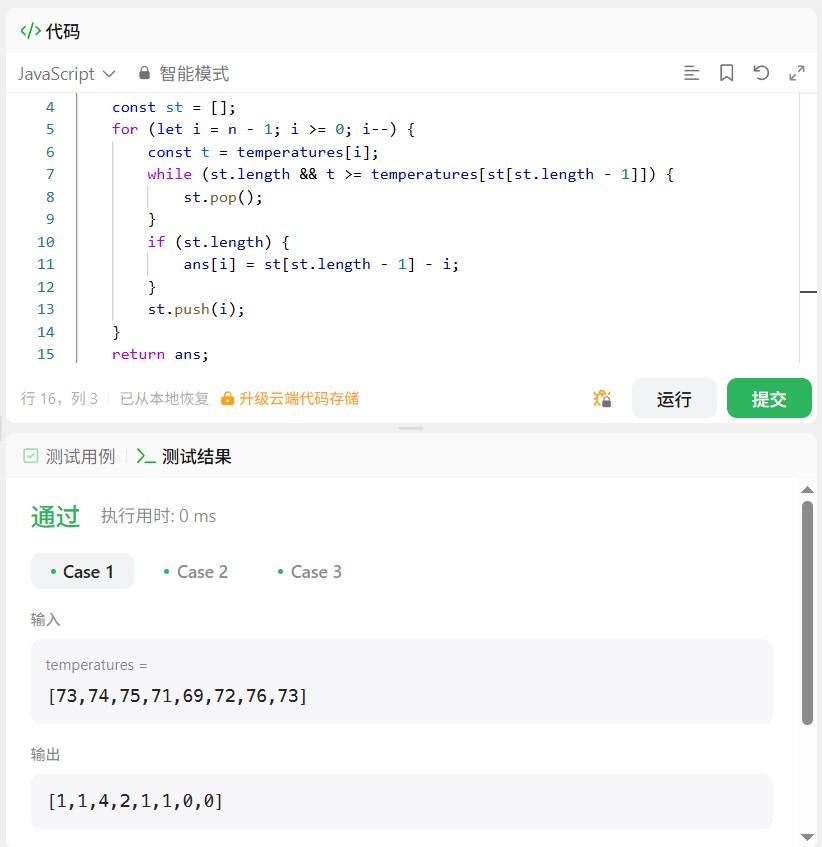 </> 代码
JavaScript 智能模式
4 const st = [];
5 for (let i = n - 1; i >= 0; i--) {
6 const t = temperatures[i];
7 while (st.length && t >= temperatures[st[st.length - 1]]) {
8 st.pop();
9 }
10 if (st.length) {
11 ans[i] = st[st.length - 1] - i;
12 }
13 st.push(i);
14 }
15 return ans;
行 16，列 3 已从本地恢复 升级云端代码存储 运行 提交
测试用例 >_ 测试结果
通过 执行用时: 0 ms
• Case 1 • Case 2 • Case 3
输入
temperatures =
[73,74,75,71,69,72,76,73]
输出
[1,1,4,2,1,1,0,0]